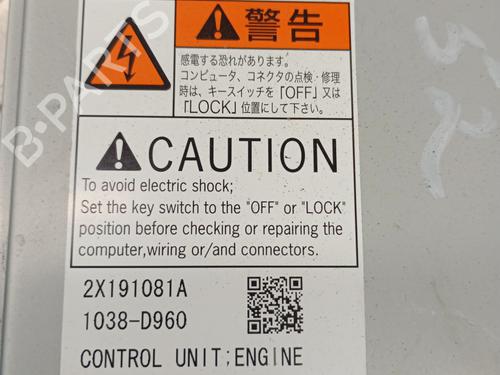 警告
感電する恐れがあります。
コンピュータ、コネクタの点検・修理
時は、キースイッチを「OFF」又は
「LOCK」位置にして下さい。
CAUTION
To avoid electric shock;
Set the key switch to the "OFF" or "LOCK"
position before checking or repairing the
computer,wiring or/and connectors.
2X191081A
1038-D960
CONTROL UNIT;ENGINE
B-PARTS